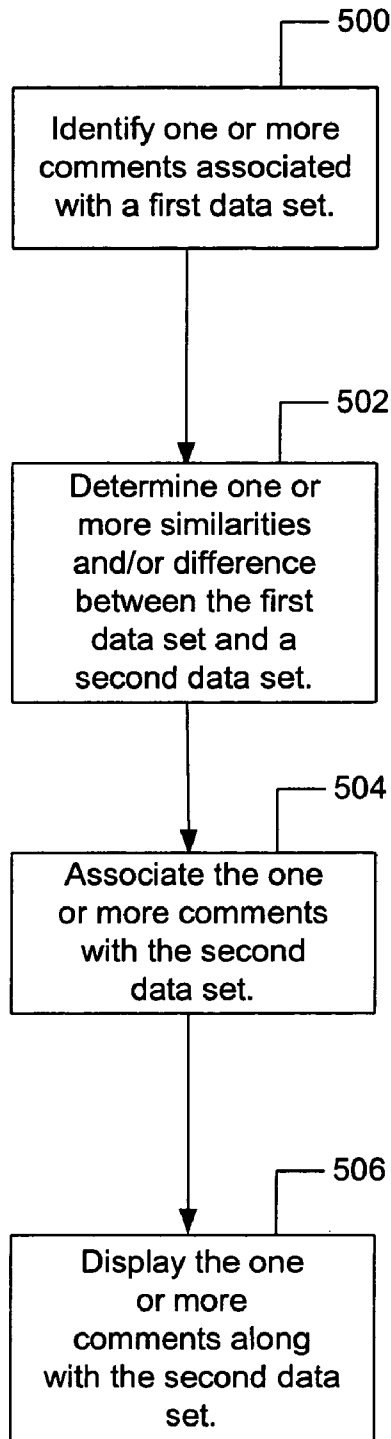 500
Identify one or more
comments associated
with a first data set.
502
Determine one or
more similarities
and/or difference
between the first
data set and a
second data set.
504
Associate the one
or more comments
with the second
data set.
506
Display the one
or more
comments along
with the second data
set.